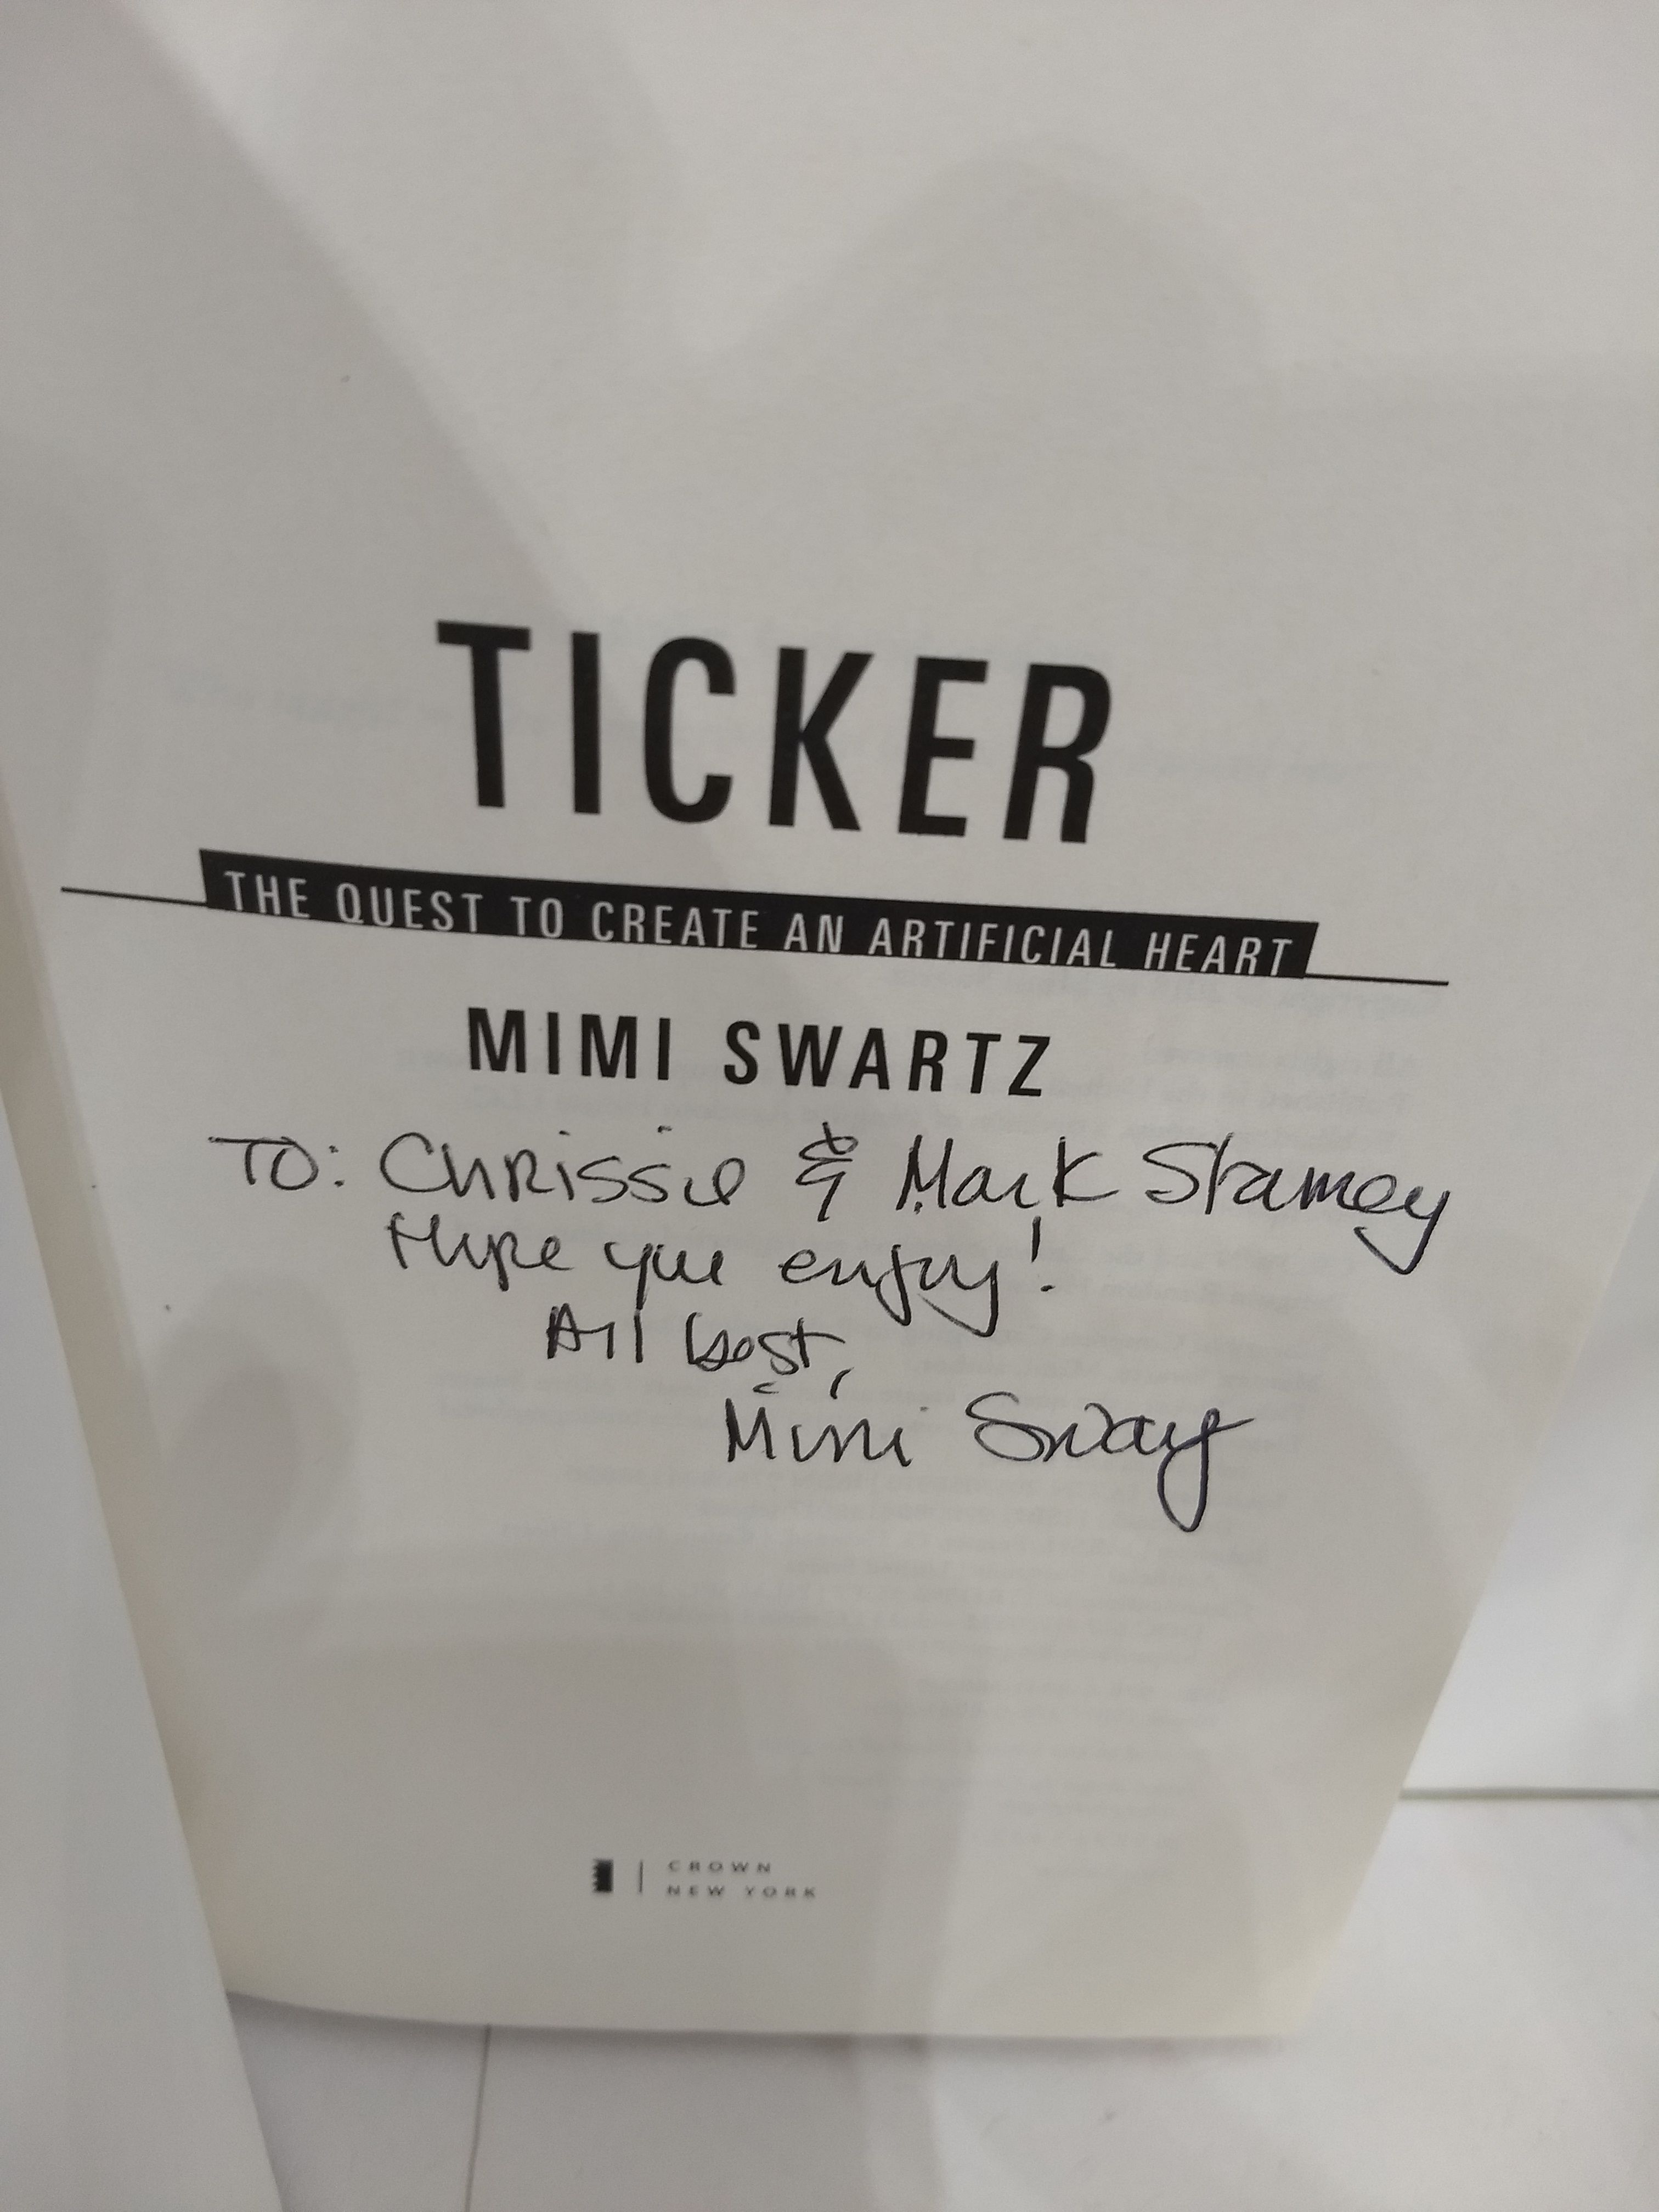 TICKER
THE QUEST TO CREATE AN ARTIFICIAL HEART
MIMI SWARTZ
TO: Chrissie & Mark Stamey
Hope you enjoy!
All best,
Mimi Swartz
CROWN
NEW YORK